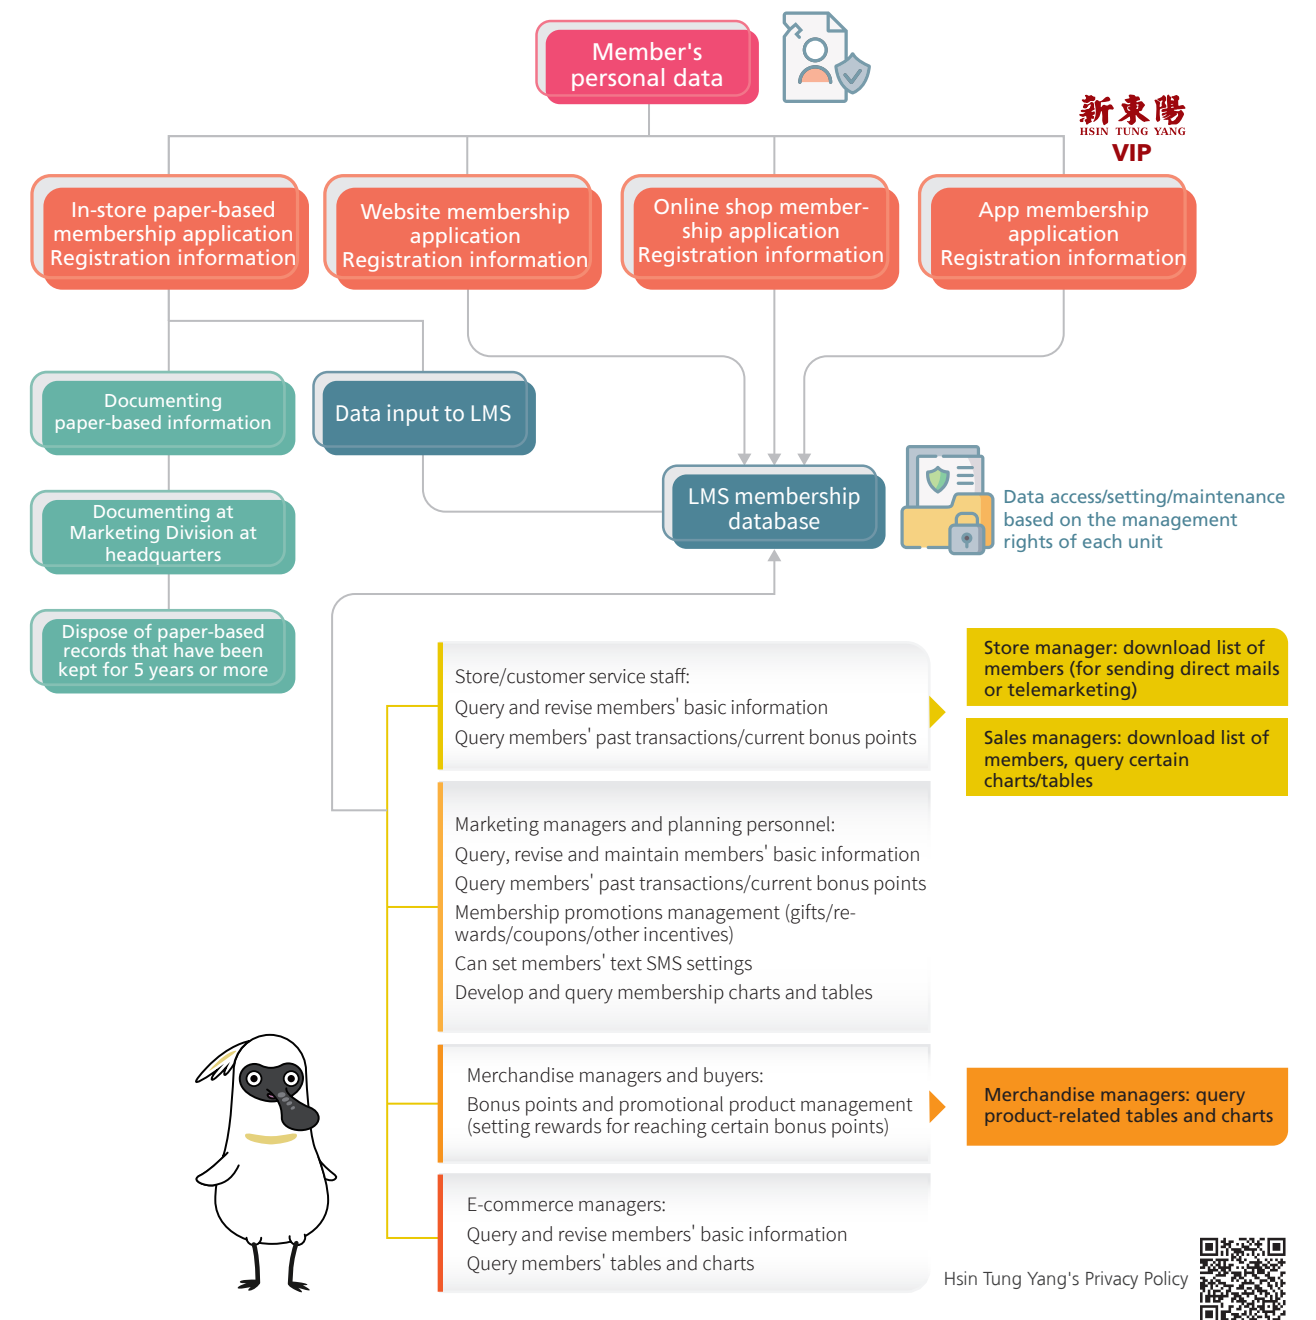 Member's
personal data
新東陽
HSIN TUNG YANG
VIP
In-store paper-based
membership application
Registration information
Website membership
application
Registration information
Online shop member-
ship application
Registration information
App membership
application
Registration information
Documenting
paper-based information
Data input to LMS
LMS membership
database
Data access/setting/maintenance
based on the management
rights of each unit
Documenting at
Marketing Division at
headquarters
Dispose of paper-based
records that have been
kept for 5 years or more
Store/customer service staff:
Query and revise members' basic information
Query members' past transactions/current bonus points
Store manager: download list of
members (for sending direct mails
or telemarketing)
Sales managers: download list of
members, query certain
charts/tables
Marketing managers and planning personnel:
Query, revise and maintain members' basic information
Query members' past transactions/current bonus points
Membership promotions management (gifts/re-
wards/coupons/other incentives)
Can set members' text SMS settings
Develop and query membership charts and tables
Merchandise managers and buyers:
Bonus points and promotional product management
(setting rewards for reaching certain bonus points)
Merchandise managers: query
product-related tables and charts
E-commerce managers:
Query and revise members' basic information
Query members' tables and charts
Hsin Tung Yang's Privacy Policy